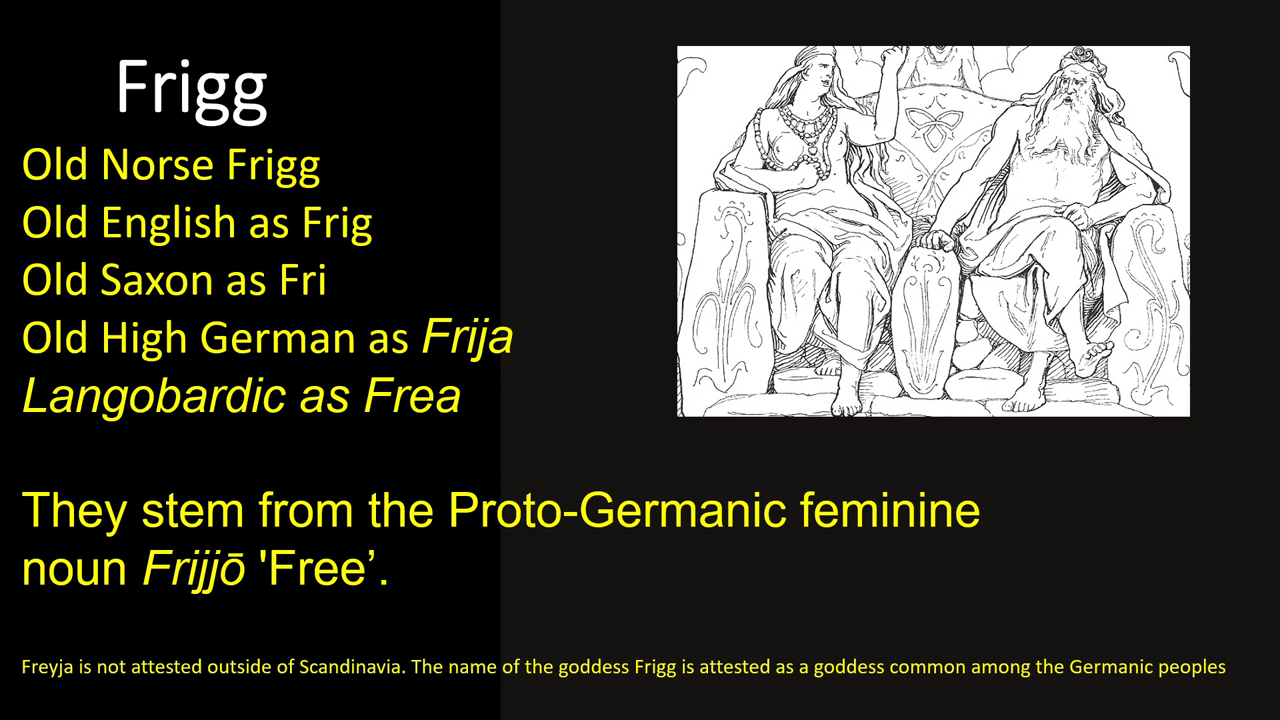 Frigg
Old Norse Frigg
Old English as Frig
Old Saxon as Fri
Old High German as Frija
Langobardic as Frea
They stem from the Proto-Germanic feminine
noun Frijjō 'Free’.
Freyja is not attested outside of Scandinavia. The name of the goddess Frigg is attested as a goddess common among the Germanic peoples